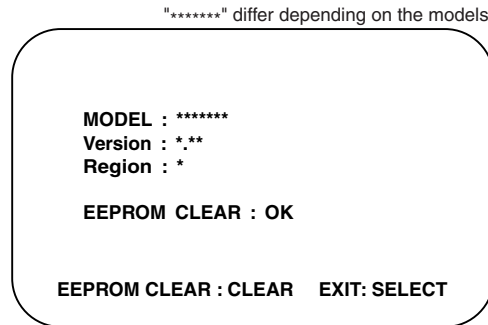 "*******" differ depending on the models
MODEL : *******
Version : *.**
Region : *
EEPROM CLEAR : OK
EEPROM CLEAR : CLEAR EXIT: SELECT